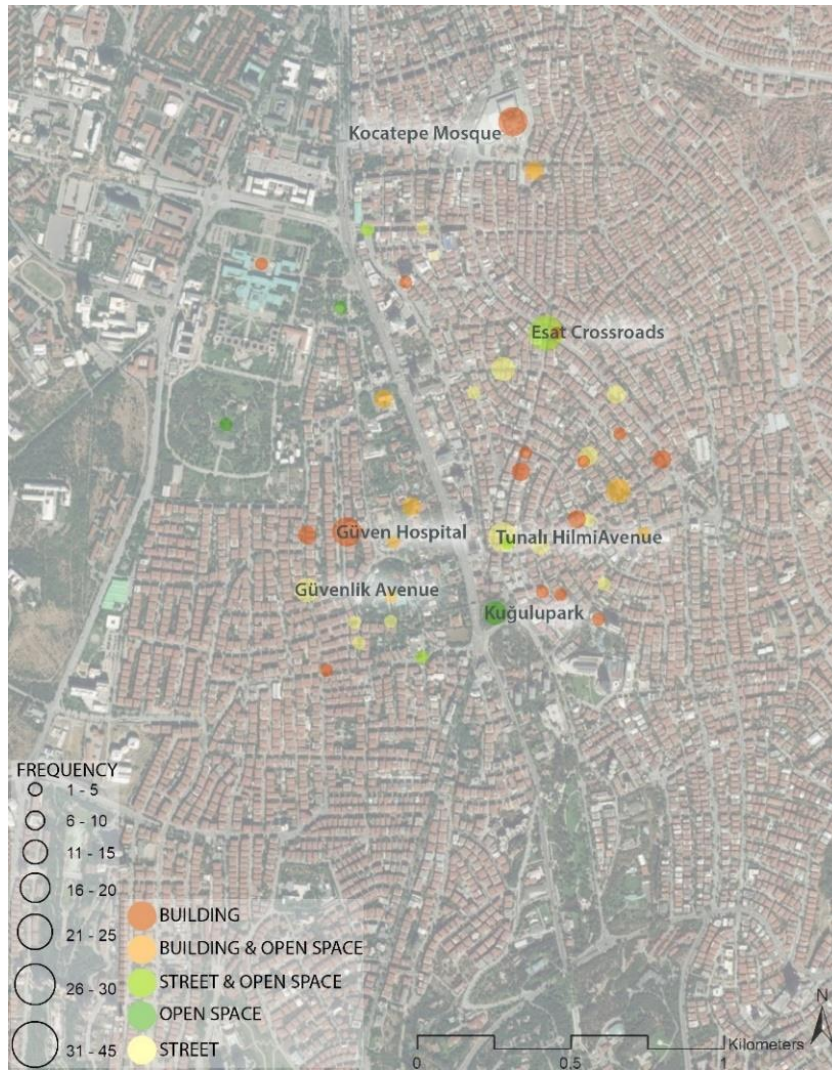 Kocatepe Mosque
Esat Crossroads
Güven Hospital
Tunalı HilmiAvenue
Güvenlik Avenue
Kuğulupark
FREQUENCY
1 - 5
6 - 10
11 - 15
16 - 20
21 - 25
26 - 30
31 - 45
BUILDING
BUILDING & OPEN SPACE
STREET & OPEN SPACE
OPEN SPACE
STREET
N
Kilometers
0 0.5 1